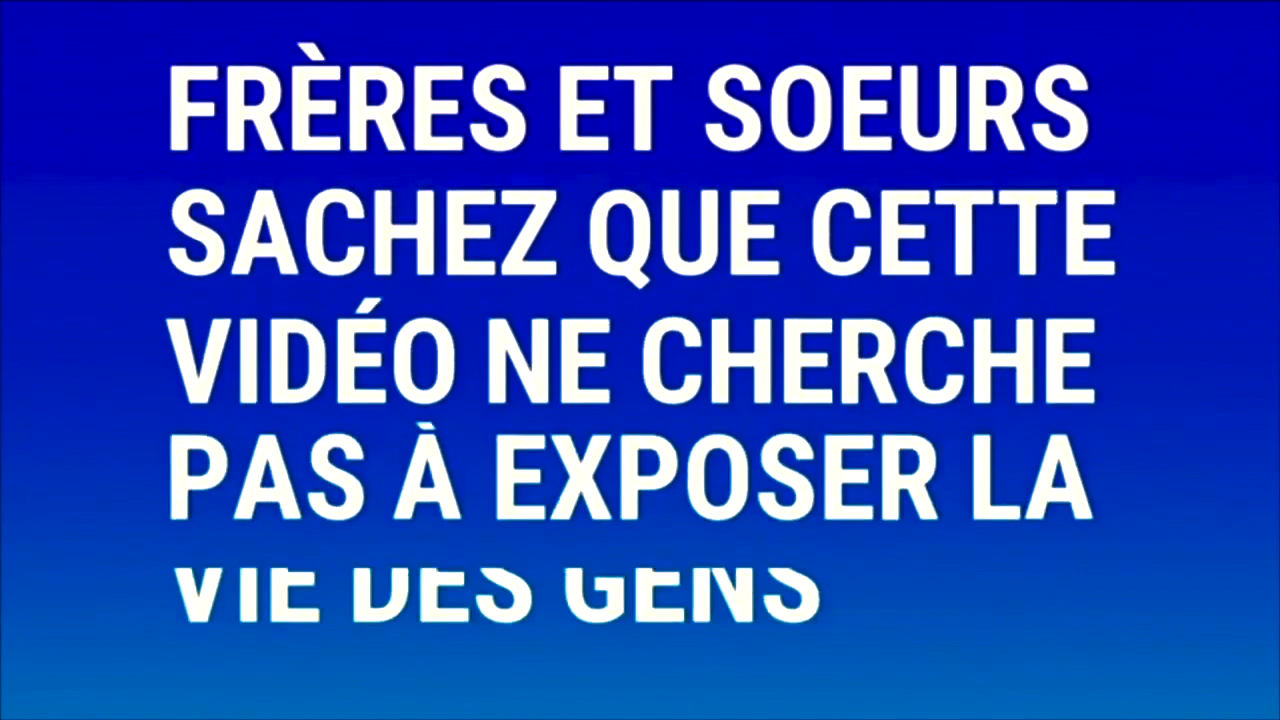 FRÈRES ET SOEURS
SACHEZ QUE CETTE
VIDÉO NE CHERCHE
PAS À EXPOSER LA
VIE DES GENS